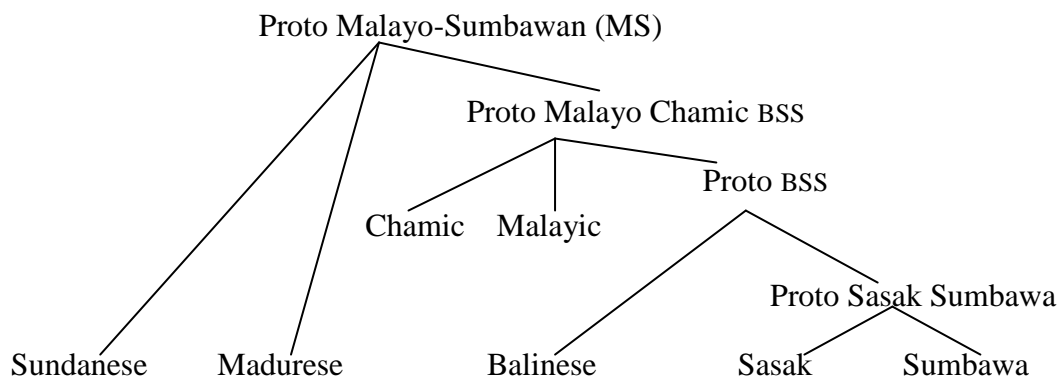 Proto Malayo-Sumbawan (MS)
Proto Malayo Chamic BSS
Proto BSS
Chamic Malayic
Proto Sasak Sumbawa
Sundanese Madurese Balinese Sasak Sumbawa